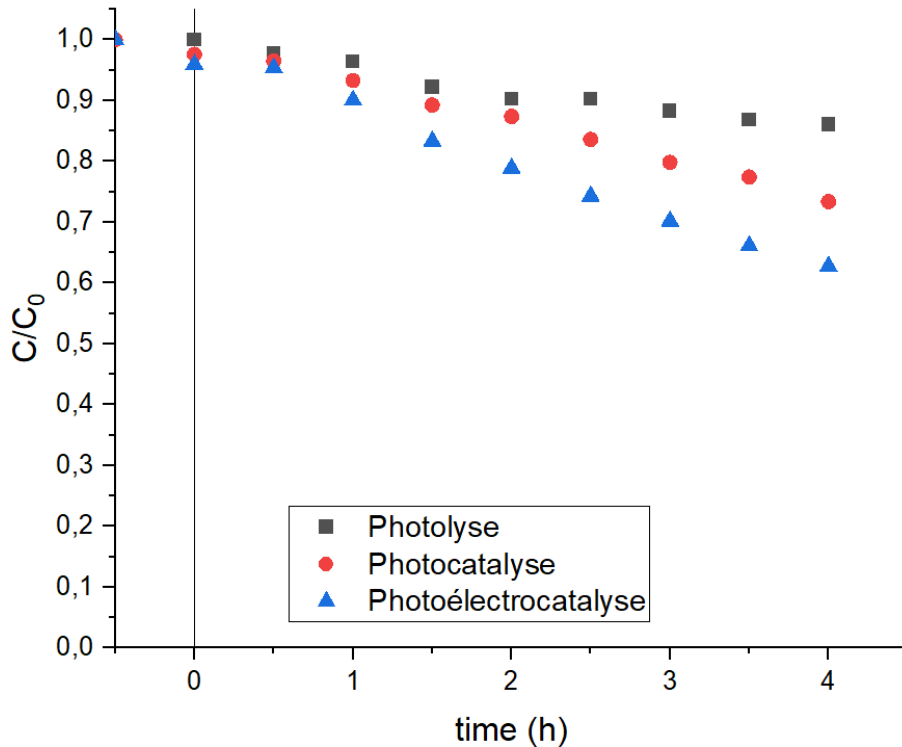 1,0
0,9
0,8
0,7
0,6
0,5
0,4
0,3
0,2
0,1
0,0
C/C₀
Photolyse
Photocatalyse
Photoélectrocatalyse
0 1 2 3 4
time (h)